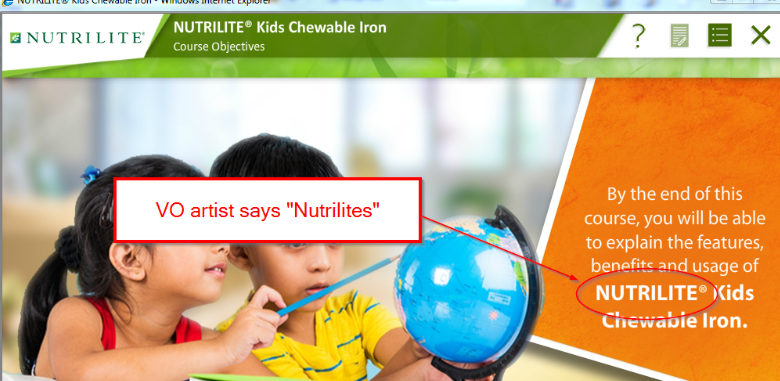 NUTRILITE® Kids Chewable Iron - Windows Internet Explorer
NUTRILITE®
NUTRILITE® Kids Chewable Iron
Course Objectives
?
VO artist says "Nutrilites"
By the end of this
course, you will be able
to explain the features,
benefits and usage of
NUTRILITE® Kids
Chewable Iron.